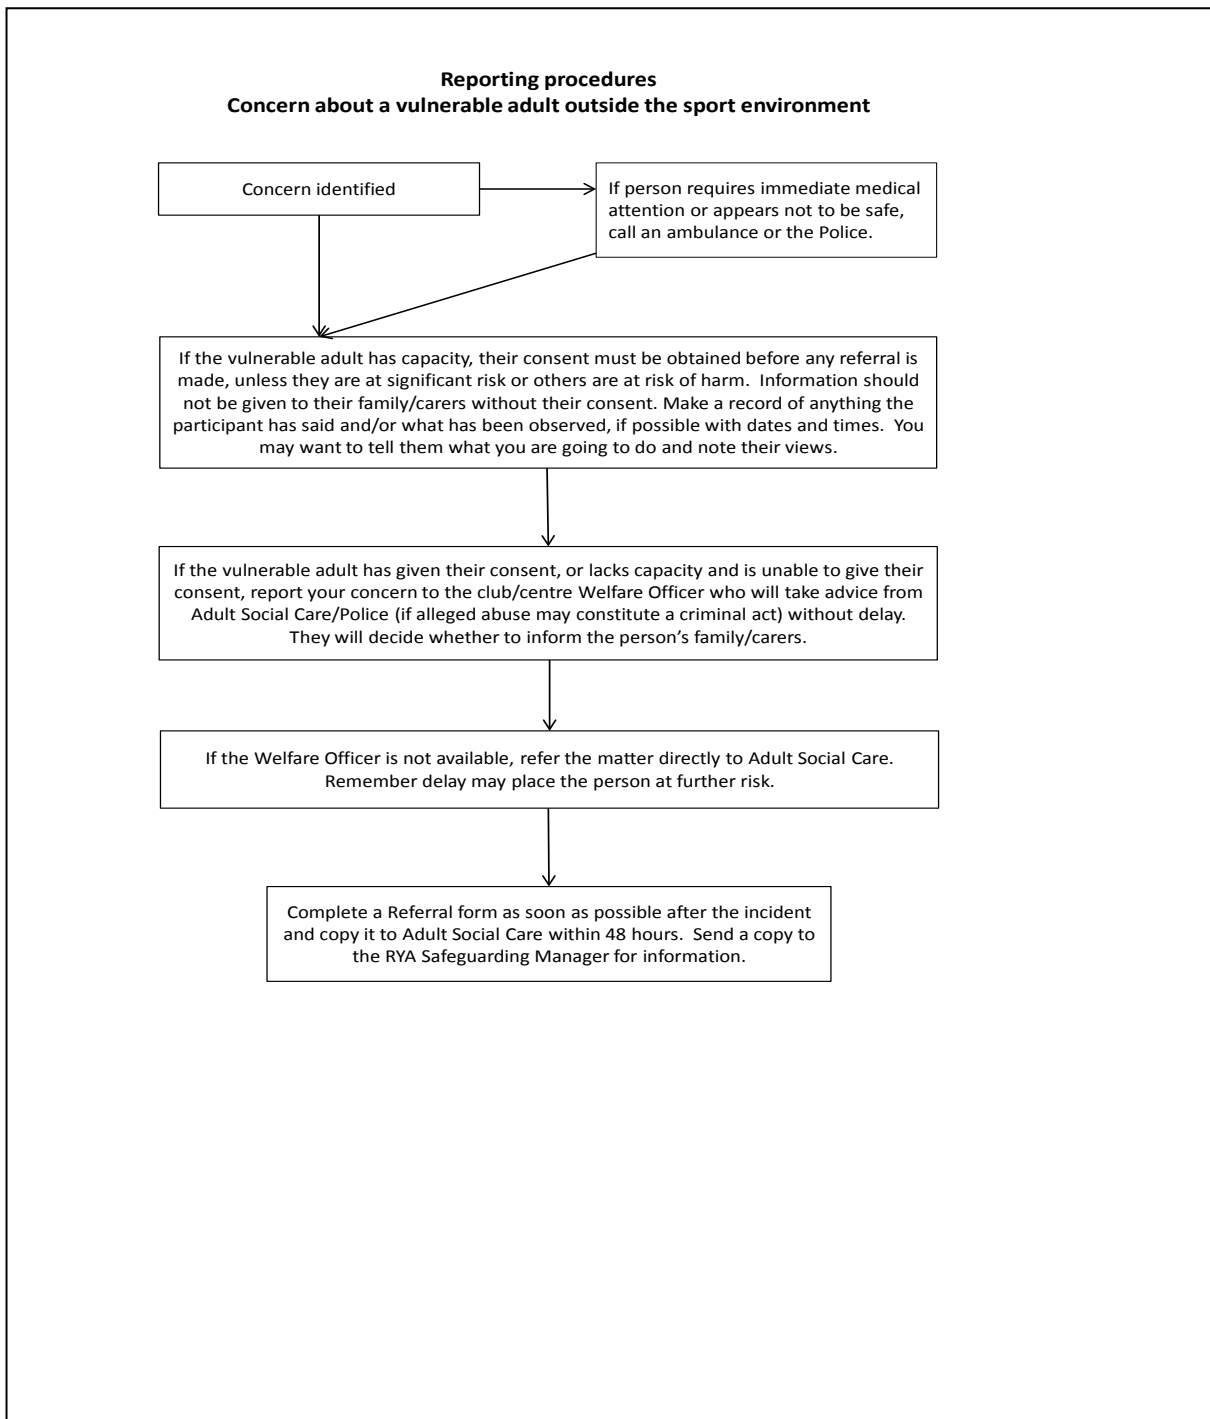 Reporting procedures
Concern about a vulnerable adult outside the sport environment
Concern identified
If person requires immediate medical
attention or appears not to be safe,
call an ambulance or the Police.
If the vulnerable adult has capacity, their consent must be obtained before any referral is
made, unless they are at significant risk or others are at risk of harm.  Information should
not be given to their family/carers without their consent. Make a record of anything the
participant has said and/or what has been observed, if possible with dates and times.  You
may want to tell them what you are going to do and note their views.
If the vulnerable adult has given their consent, or lacks capacity and is unable to give their
consent, report your concern to the club/centre Welfare Officer who will take advice from
Adult Social Care/Police (if alleged abuse may constitute a criminal act) without delay.
They will decide whether to inform the person’s family/carers.
If the Welfare Officer is not available, refer the matter directly to Adult Social Care.
Remember delay may place the person at further risk.
Complete a Referral form as soon as possible after the incident
and copy it to Adult Social Care within 48 hours.  Send a copy to
the RYA Safeguarding Manager for information.